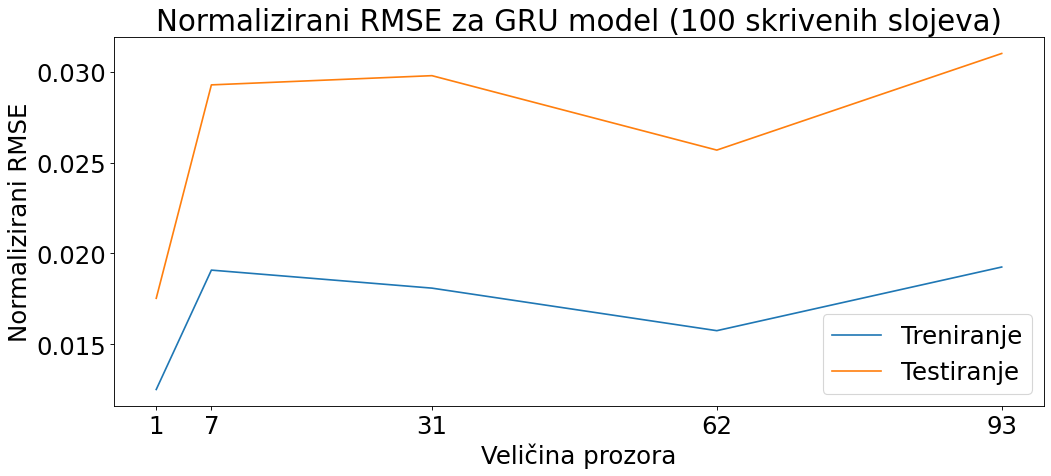 Normalizirani RMSE za GRU model (100 skrivenih slojeva)
Normalizirani RMSE
0.030
0.025
0.020
0.015
Treniranje
Testiranje
1 7 31 62 93
Veličina prozora